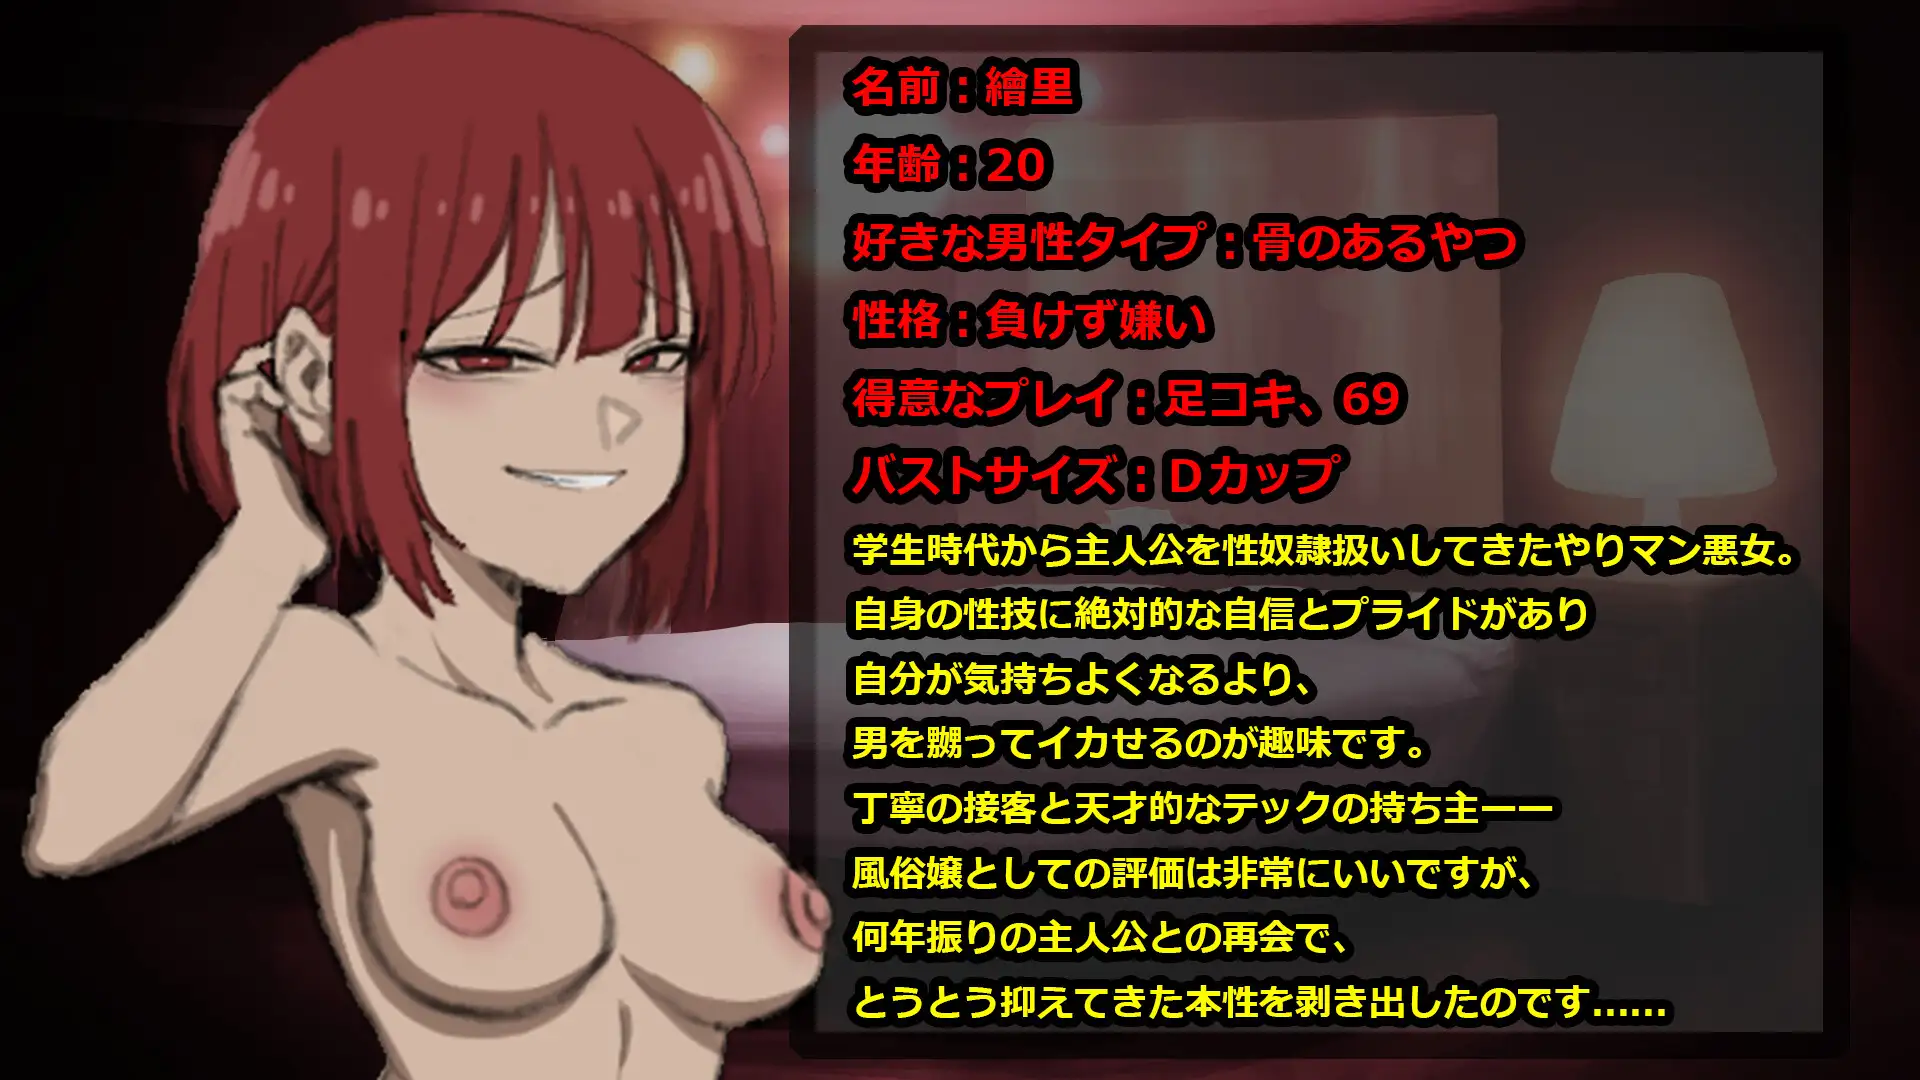 名前：繪里
年齢：20
好きな男性タイプ：骨のあるやつ
性格：負けず嫌い
得意なプレイ：足コキ、69
バストサイズ：Dカップ
学生時代から主人公を性奴隷扱いしてきたやりマン悪女。
自身の性技に絶対的な自信とプライドがあり
自分が気持ちよくなるより、
男を嬲ってイカせるのが趣味です。
丁寧の接客と天才的なテックの持ち主ーー
風俗嬢としての評価は非常にいいですが、
何年振りの主人公との再会で、
とうとう抑えてきた本性を剥き出したのです……